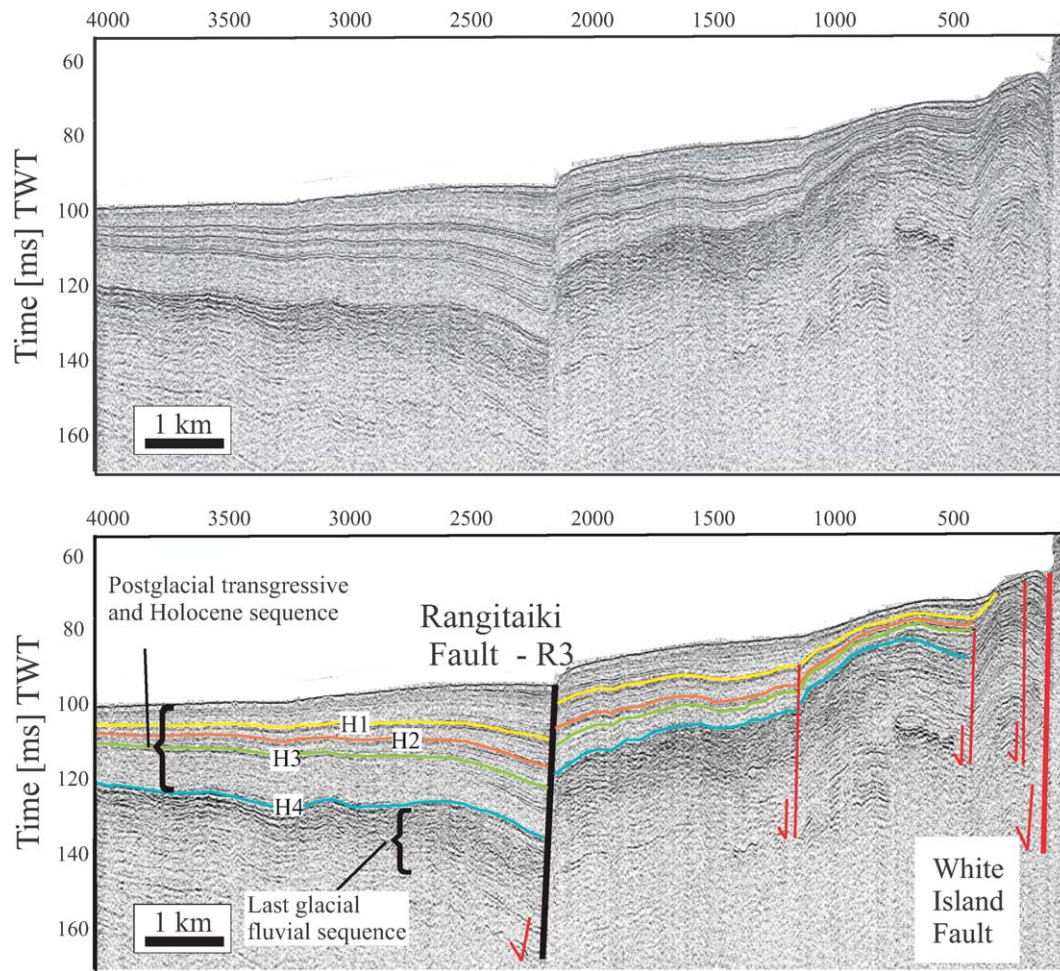 4000 3500 3000 2500 2000 1500 1000 500
60
80
100
120
140
160
Time [ms] TWT
1 km
4000 3500 3000 2500 2000 1500 1000 500
60
80
100
120
140
160
Time [ms] TWT
Postglacial transgressive
and Holocene sequence
Rangitaiki
Fault - R3
H1
H2
H3
H4
Last glacial
fluvial sequence
1 km
White
Island
Fault